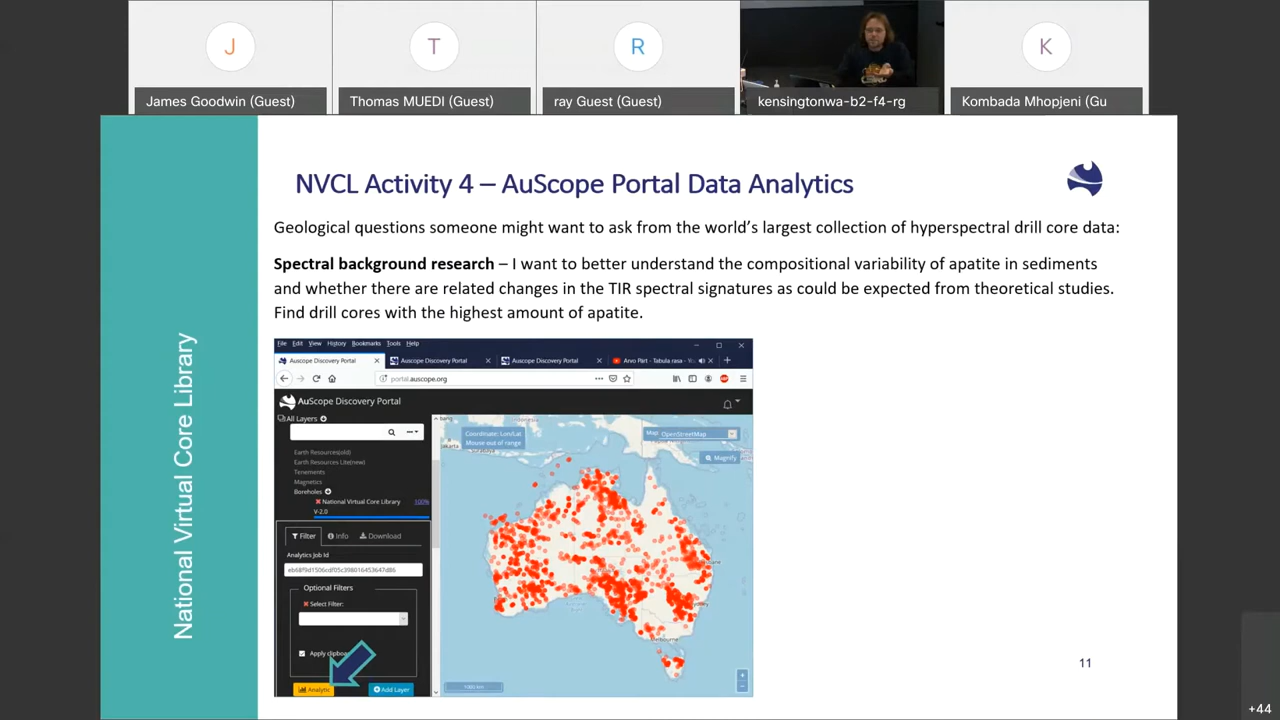 J
T
R
K
James Goodwin (Guest)
Thomas MUEDI (Guest)
ray Guest (Guest)
kensingtonwa-b2-f4-rg
Kombada Mhopjeni (Gu
National Virtual Core Library
NVCL Activity 4 – AuScope Portal Data Analytics
Geological questions someone might want to ask from the world's largest collection of hyperspectral drill core data:
Spectral background research – I want to better understand the compositional variability of apatite in sediments
and whether there are related changes in the TIR spectral signatures as could be expected from theoretical studies.
Find drill cores with the highest amount of apatite.
File Edit View History Bookmarks Tools Help
Auscope Discovery Portal
Auscope Discovery Portal
Auscope Discovery Portal
Arvo Pärt - Tabula rasa
portal.auscope.org
AuScope Discovery Portal
All Layers
Earth Resources(old)
Earth Resources Lite(new)
Tenements
Magnetics
Boreholes
National Virtual Core Library
V-2.0
100%
Filter
Info
Download
Analytics Job Id
Optional Filters
Select Filter:
Apply clipboa
Analytic
Add Layer
Coordinate: Lon/Lat
Mouse out of range
Map OpenStreetMap
Magnify
Indonesia
Melbourne
1000 km
11
+44